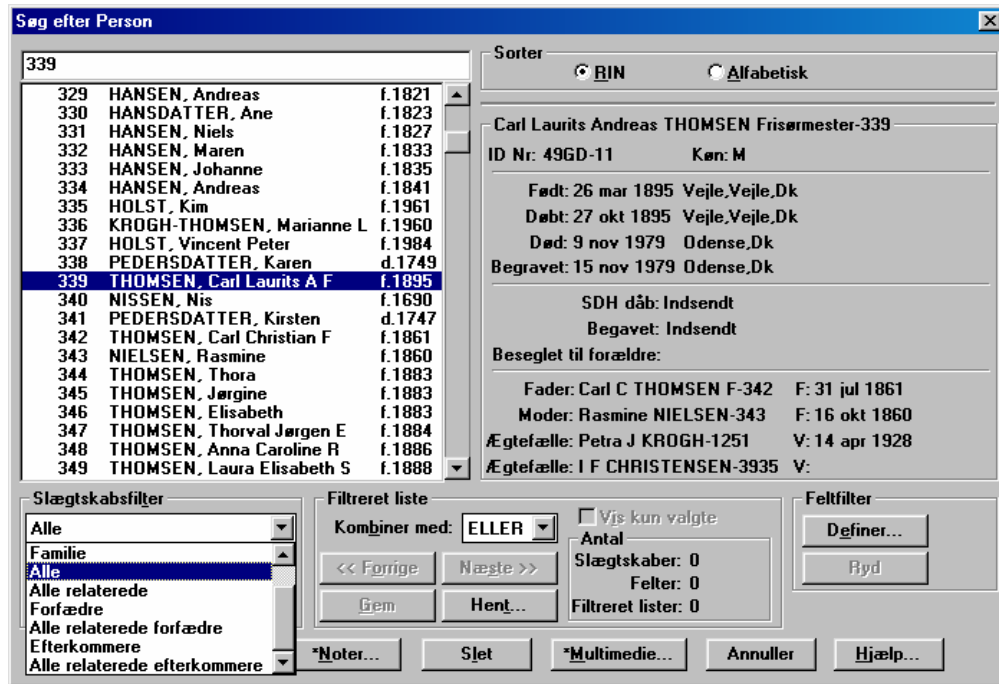 Søg efter Person
339
329 HANSEN, Andreas f.1821
330 HANSDATTER, Ane f.1823
331 HANSEN, Niels f.1827
332 HANSEN, Maren f.1833
333 HANSEN, Johanne f.1835
334 HANSEN, Andreas f.1841
335 HOLST, Kim f.1961
336 KROGH-THOMSEN, Marianne L f.1960
337 HOLST, Vincent Peter f.1984
338 PEDERSDATTER, Karen d.1749
339 THOMSEN, Carl Laurits A F f.1895
340 NISSEN, Nis f.1690
341 PEDERSDATTER, Kirsten d.1747
342 THOMSEN, Carl Christian F f.1861
343 NIELSEN, Rasmine f.1860
344 THOMSEN, Thora f.1883
345 THOMSEN, Jørgine f.1883
346 THOMSEN, Elisabeth f.1883
347 THOMSEN, Thorval Jørgen E f.1884
348 THOMSEN, Anna Caroline R f.1886
349 THOMSEN, Laura Elisabeth S f.1888
Sorter
RIN Alfabetisk
Carl Laurits Andreas THOMSEN Frisørmester-339
ID Nr: 49GD-11 Køn: M
Født: 26 mar 1895 Vejle,Vejle,Dk
Døbt: 27 okt 1895 Vejle,Vejle,Dk
Død: 9 nov 1979 Odense,Dk
Begravet: 15 nov 1979 Odense,Dk
SDH dåb: Indsendt
Begavet: Indsendt
Beseglet til forældre:
Fader: Carl C THOMSEN F-342 F: 31 jul 1861
Moder: Rasmine NIELSEN-343 F: 16 okt 1860
Ægtefælle: Petra J KROGH-1251 V: 14 apr 1928
Ægtefælle: I F CHRISTENSEN-3935 V:
Slægtskabsfilter
Alle
Familie
Alle
Alle relaterede
Forfædre
Alle relaterede forfædre
Efterkommere
Alle relaterede efterkommere
Filtreret liste
Kombiner med: ELLER
<< Forrige Næste >>
Gem Hent...
Vis kun valgte
Antal
Slægtskaber: 0
Felter: 0
Filtreret lister: 0
Feltfilter
Definer...
Ryd
*Noter... Slet *Multimedie... Annuller Hjælp...